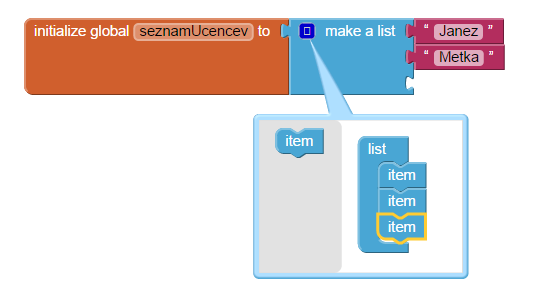 initialize global seznamUcencev to make a list " Janez "
" Metka "
item
list
item
item
item